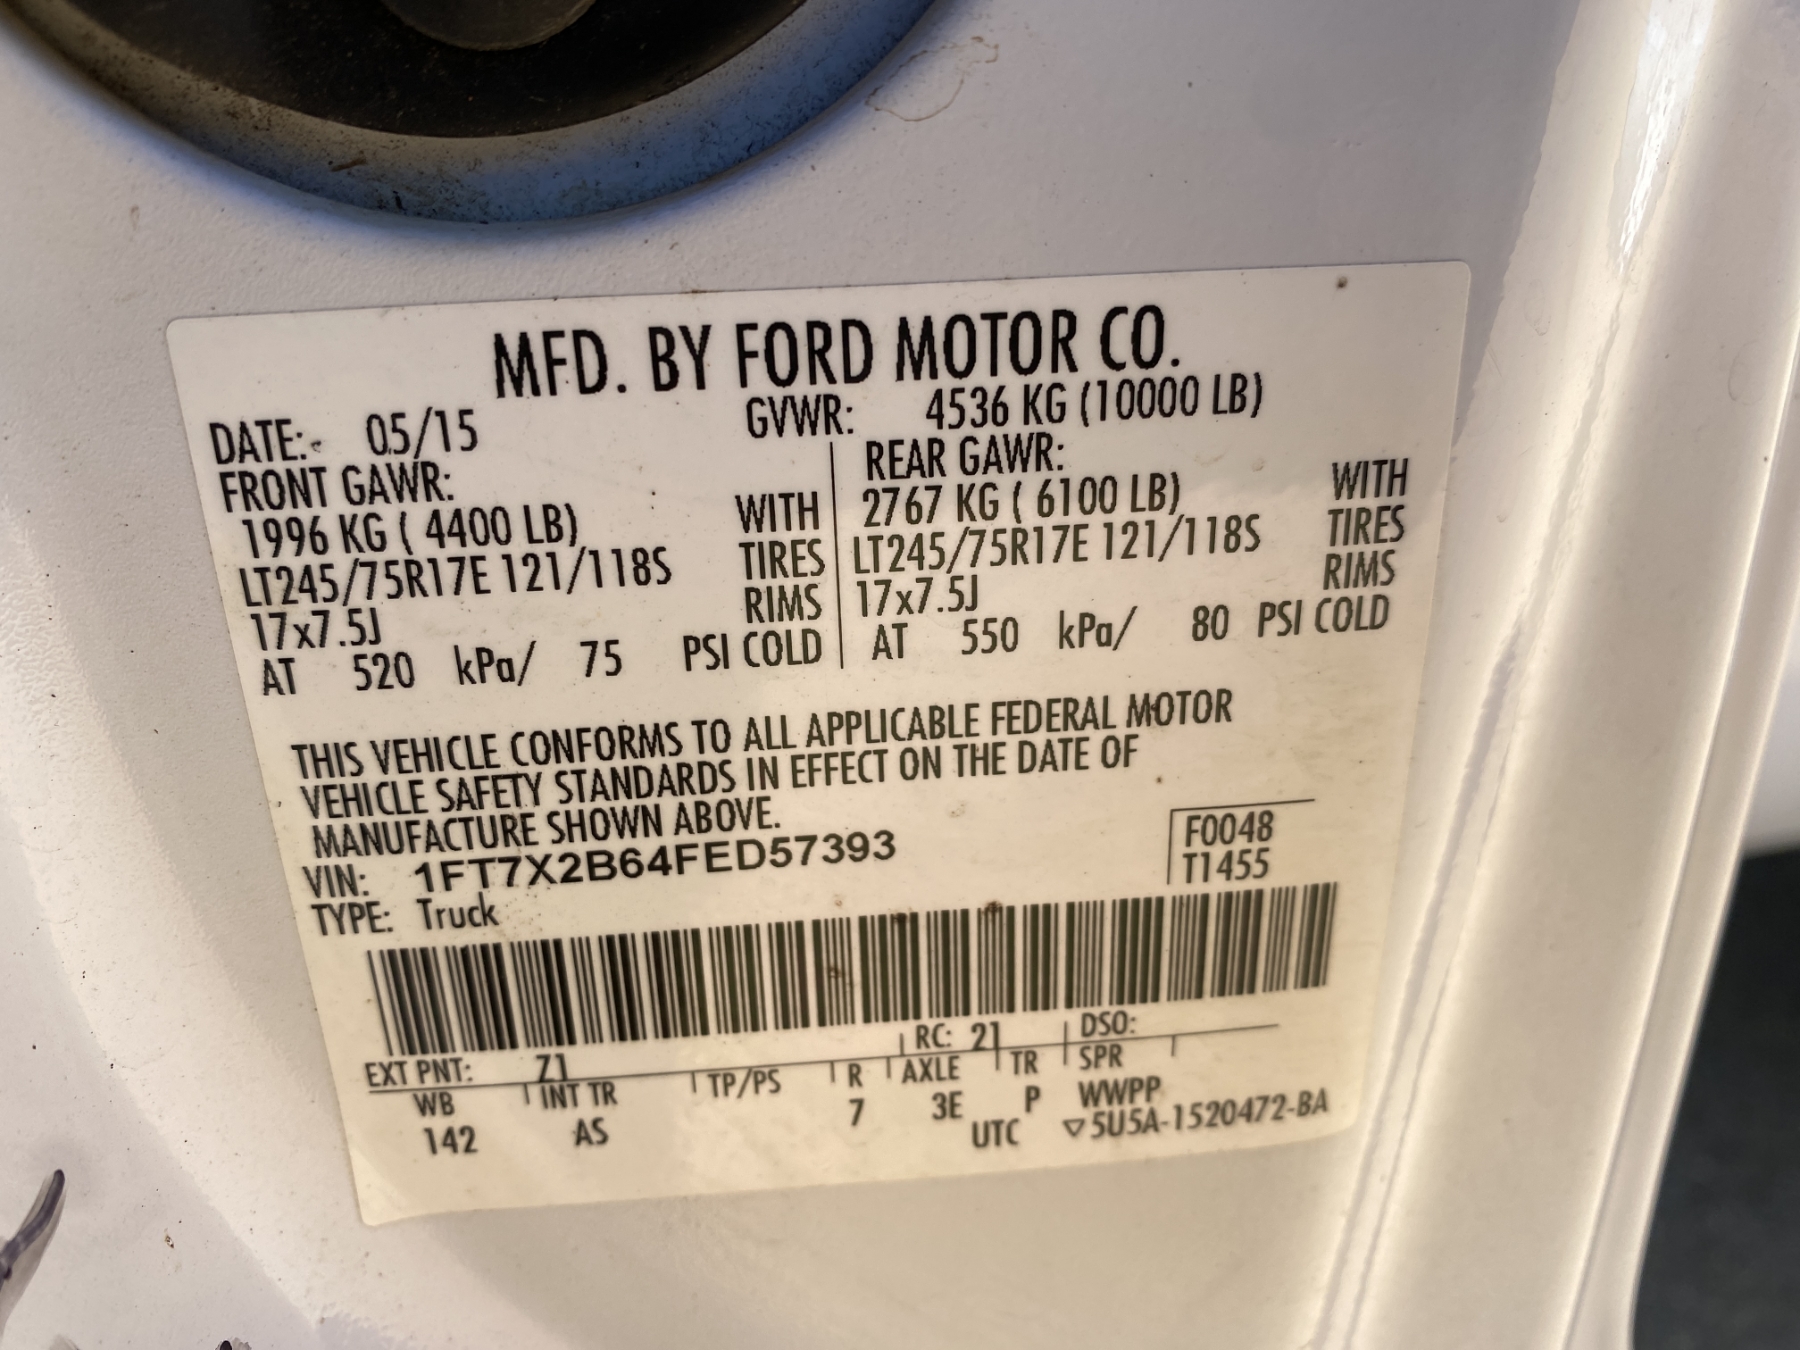 MFD. BY FORD MOTOR CO.
DATE: 05/15 GVWR: 4536 KG (10000 LB)
FRONT GAWR: REAR GAWR:
1996 KG ( 4400 LB) WITH 2767 KG ( 6100 LB) WITH
LT245/75R17E 121/118S TIRES LT245/75R17E 121/118S TIRES
17x7.5J RIMS 17x7.5J RIMS
AT 520 kPa/ 75 PSI COLD AT 550 kPa/ 80 PSI COLD
THIS VEHICLE CONFORMS TO ALL APPLICABLE FEDERAL MOTOR
VEHICLE SAFETY STANDARDS IN EFFECT ON THE DATE OF
MANUFACTURE SHOWN ABOVE.
VIN: 1FT7X2B64FED57393 F0048
TYPE: Truck T1455
EXT PNT: Z1 RC: 21 DSO:
WB INT TR TP/PS R AXLE TR SPR
142 AS 7 3E P WWPP
UTC ▽5U5A-1520472-BA